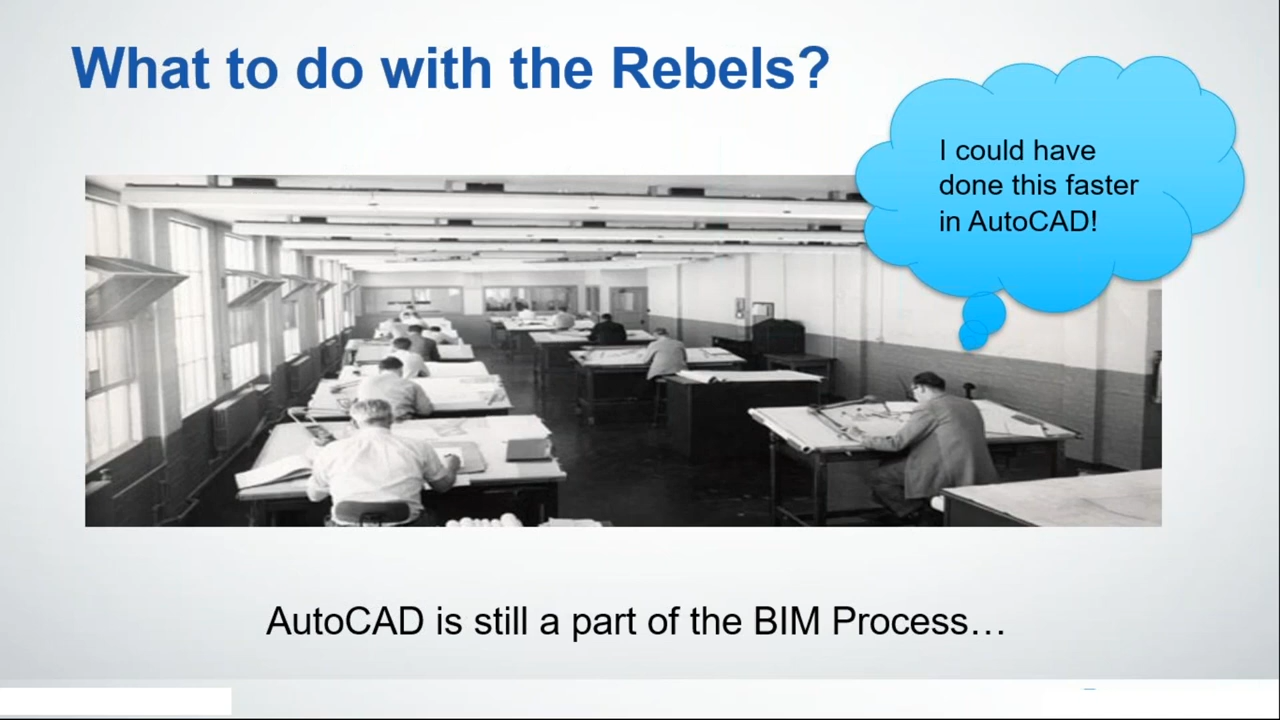 What to do with the Rebels?
I could have
done this faster
in AutoCAD!
AutoCAD is still a part of the BIM Process…